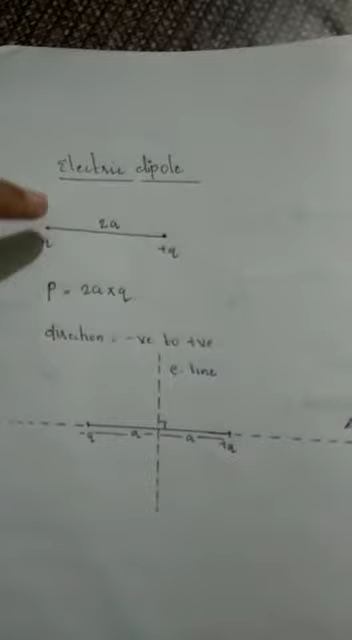 Electric dipole
2a
+q
P = 2a×q
direction = -ve to +ve
e. line
-q a a +q